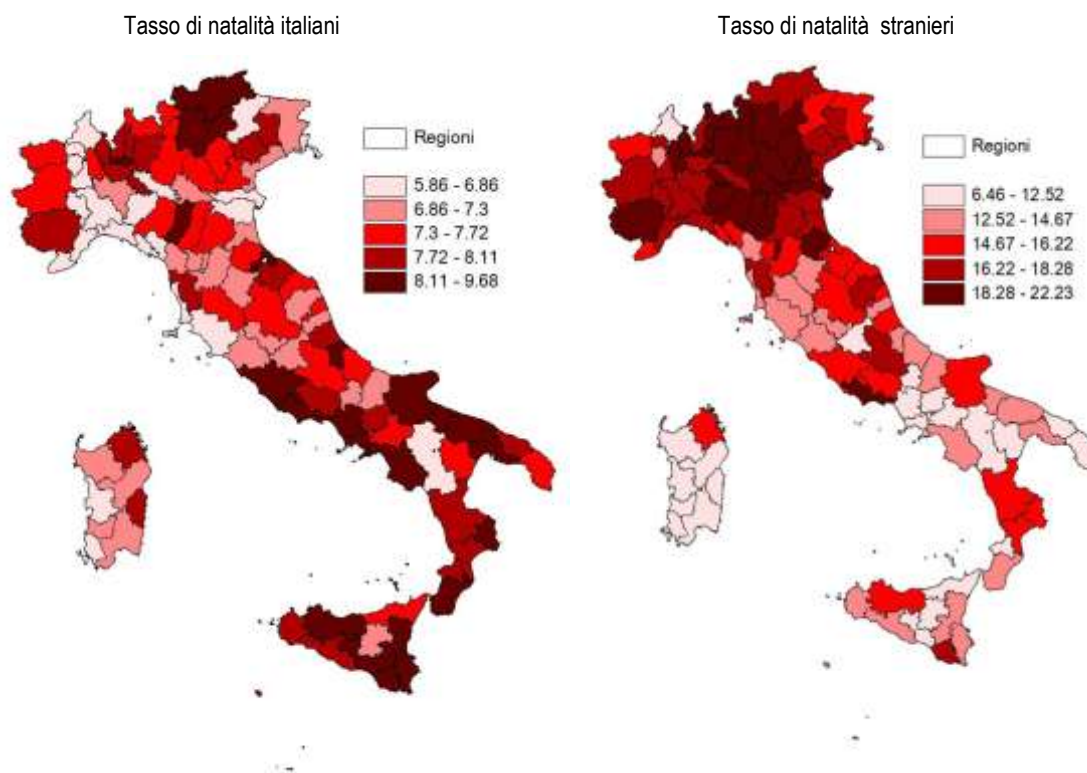 Tasso di natalità italiani
Regioni
5.86 - 6.86
6.86 - 7.3
7.3 - 7.72
7.72 - 8.11
8.11 - 9.68
Tasso di natalità stranieri
Regioni
6.46 - 12.52
12.52 - 14.67
14.67 - 16.22
16.22 - 18.28
18.28 - 22.23